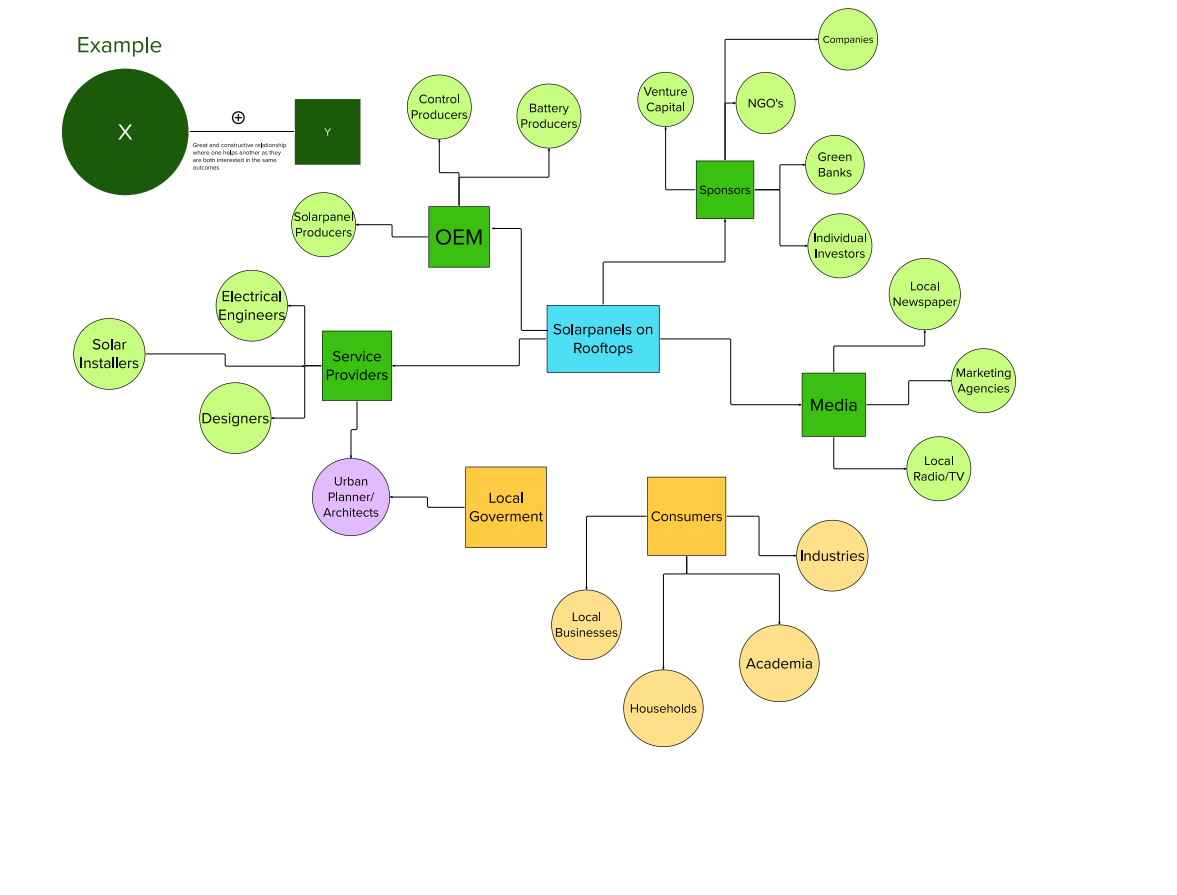 Example
X
Y
Great and constructive relationship
where one helps another as they
are both interested in the same
outcomes
Companies
Venture
Capital
NGO's
Control
Producers
Battery
Producers
Green
Banks
Sponsors
Solarpanel
Producers
OEM
Individual
Investors
Local
Newspaper
Electrical
Engineers
Solarpanels on
Rooftops
Solar
Installers
Service
Providers
Marketing
Agencies
Media
Designers
Local
Radio/TV
Urban
Planner/
Architects
Local
Goverment
Consumers
Industries
Local
Businesses
Academia
Households